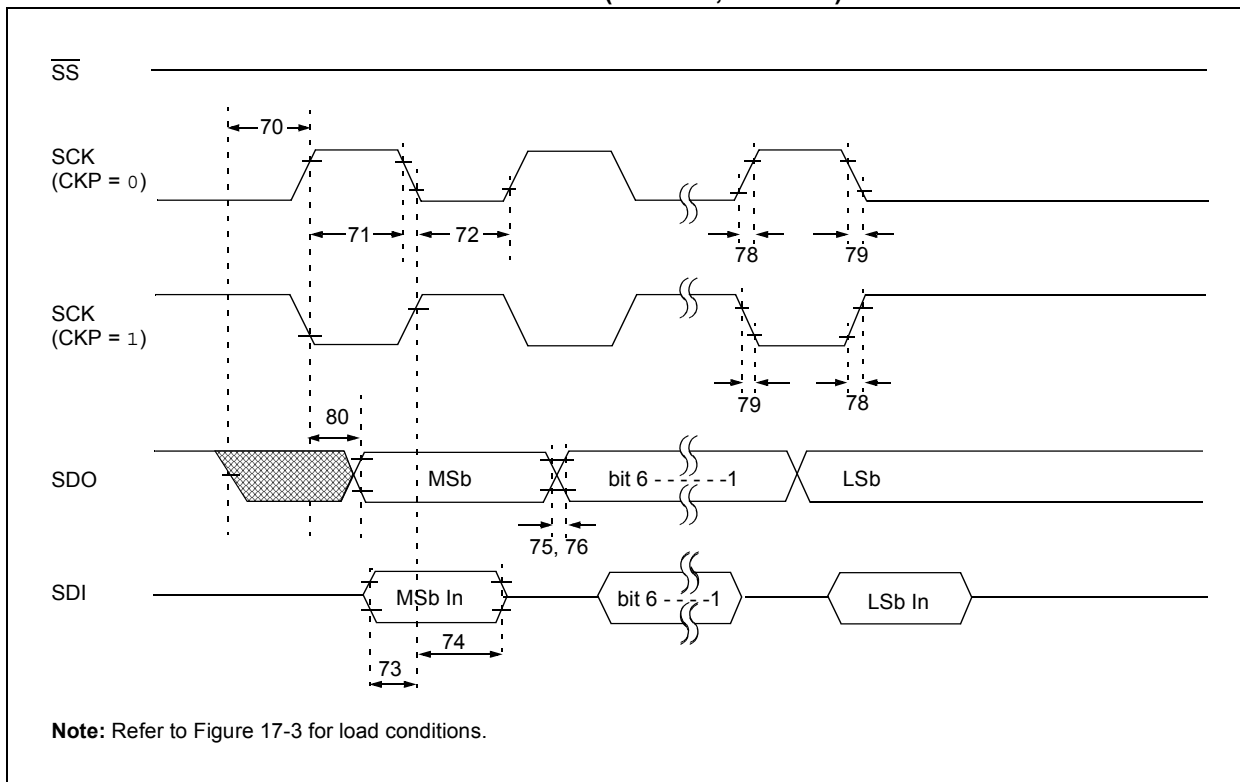 SS
70
SCK
(CKP = 0)
71
72
78
79
SCK
(CKP = 1)
79
78
80
SDO
MSb
bit 6 - - - - - -1
LSb
75, 76
SDI
MSb In
bit 6 - - - - -1
LSb In
74
73
Note: Refer to Figure 17-3 for load conditions.